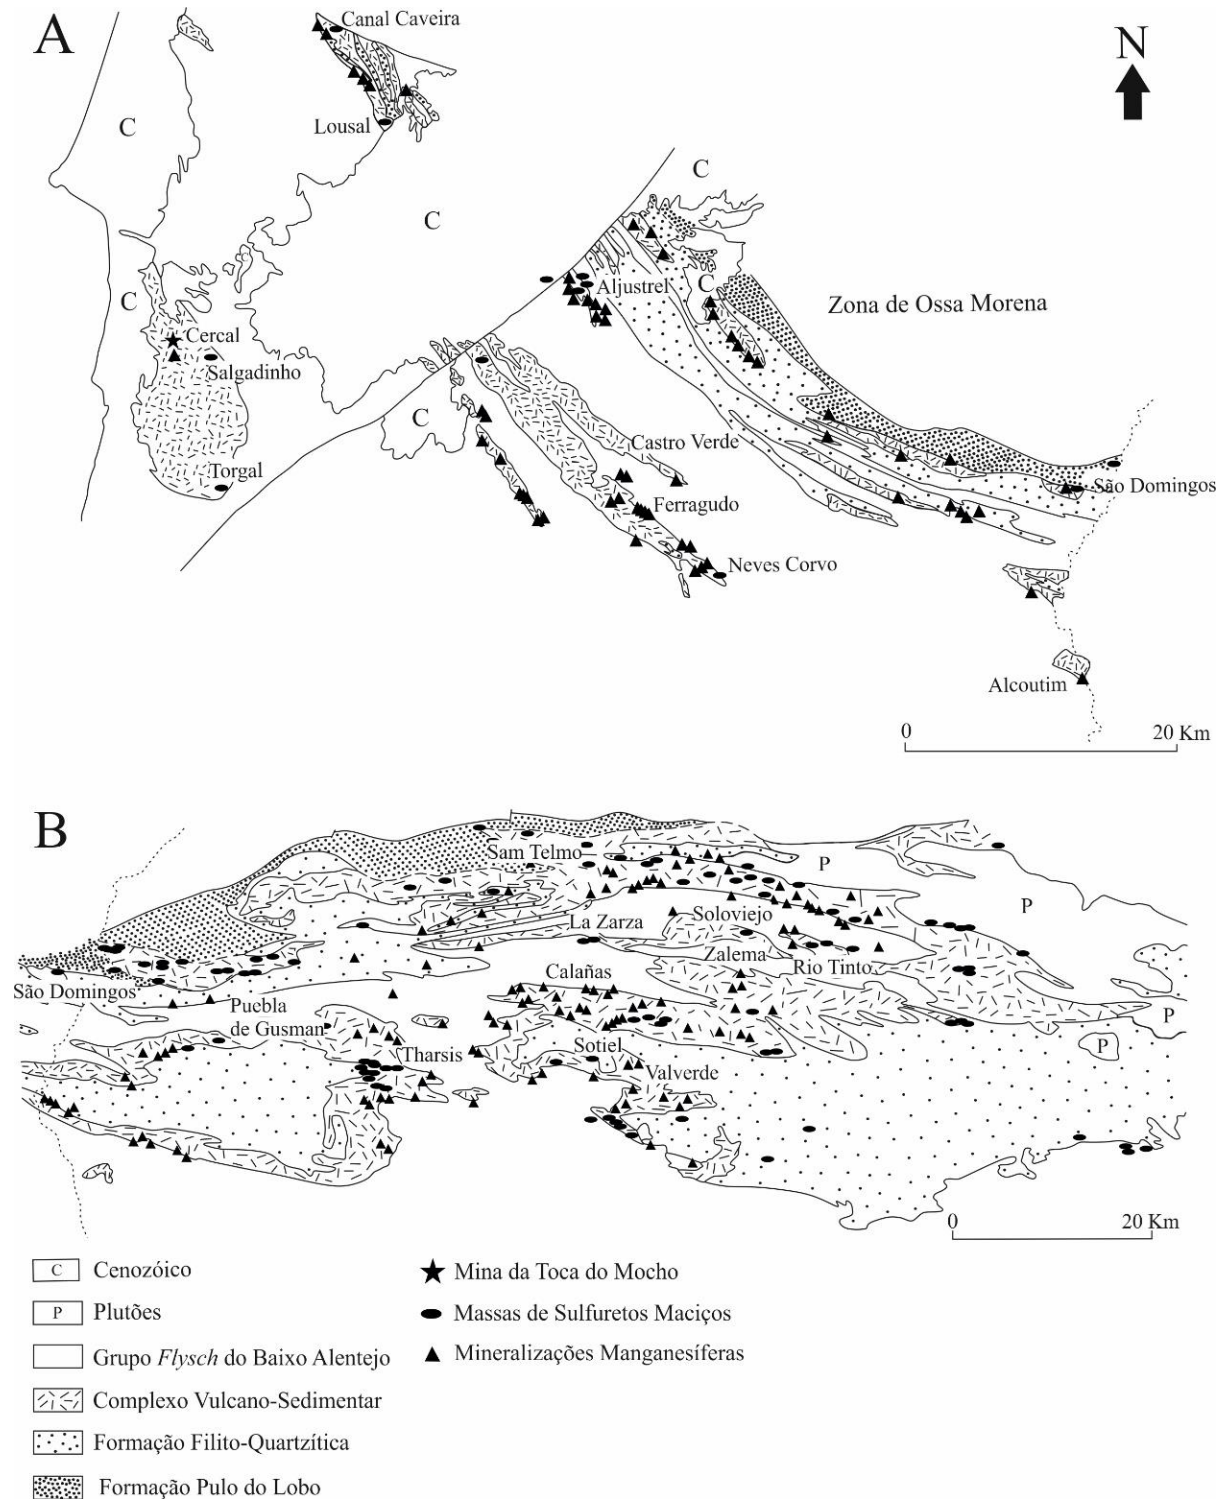 A
Canal Caveira
N
C
Lousal
C
C
C
C
Aljustrel
Zona de Ossa Morena
Cercal
Salgadinho
C
Castro Verde
Torgal
São Domingos
Ferragudo
Neves Corvo
Alcoutim
0 20 Km
B
Sam Telmo
P
P
La Zarza
Soloviejo
Zalema
Rio Tinto
Calañas
São Domingos
Puebla
de Gusman
P
Tharsis
Sotiel
P
Valverde
0 20 Km
C Cenozóico
Mina da Toca do Mocho
P Plutões
Massas de Sulfuretos Maciços
Grupo Flysch do Baixo Alentejo
Mineralizações Manganesíferas
Complexo Vulcano-Sedimentar
Formação Filito-Quartzítica
Formação Pulo do Lobo